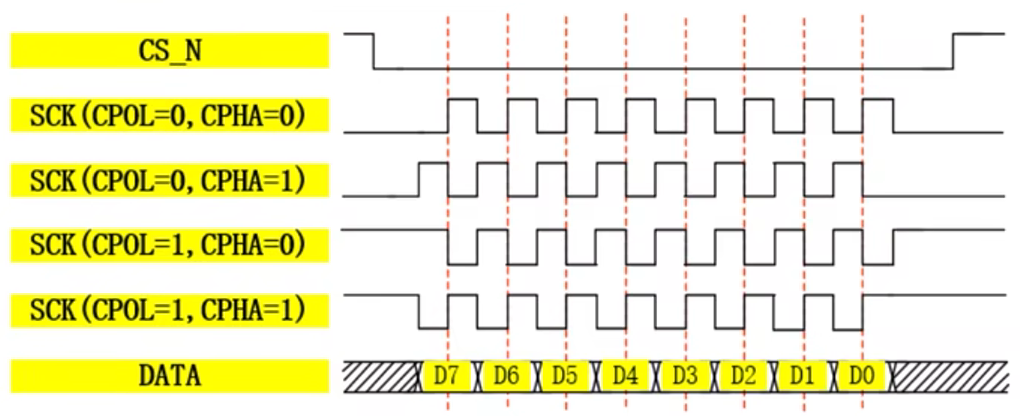 CS_N
SCK(CPOL=0,CPHA=0)
SCK(CPOL=0,CPHA=1)
SCK(CPOL=1,CPHA=0)
SCK(CPOL=1,CPHA=1)
DATA D7 D6 D5 D4 D3 D2 D1 D0